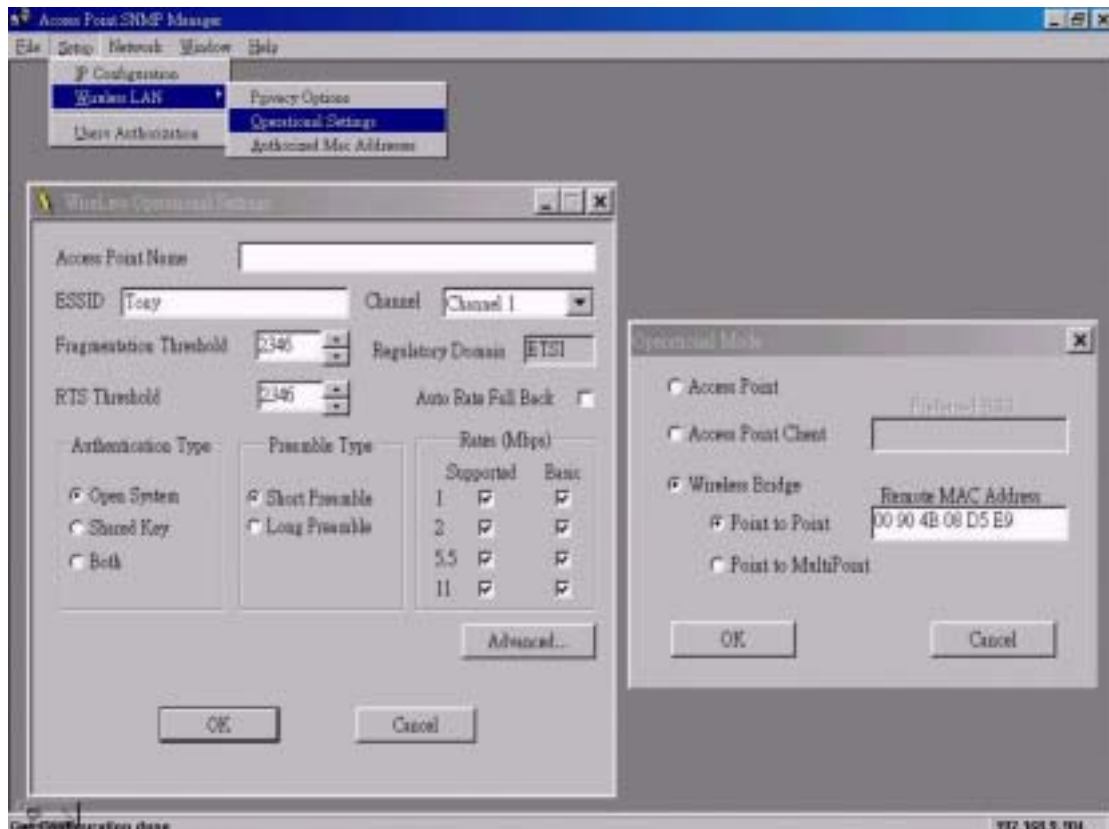 Access Point SNMP Manager
File Setup Network Window Help
IP Configuration
Wireless LAN
Users Authorization
Privacy Options
Operational Settings
Authorized Mac Addresses
WireLess Operational Settings
Access Point Name
ESSID Tony Channel Channel 1
Fragmentation Threshold 2346 Regulatory Domain ETSI
RTS Threshold 2346 Auto Rate Fall Back
Authentication Type
Open System
Shared Key
Both
Preamble Type
Short Preamble
Long Preamble
Rates (Mbps)
Supported Basic
1
2
5.5
11
Advanced...
OK Cancel
Operational Mode
Access Point
Access Point Client
Preferred
Wireless Bridge
Remote MAC Address
Point to Point 00 90 4B 08 D5 E9
Point to MultiPoint
OK Cancel
Configuration done